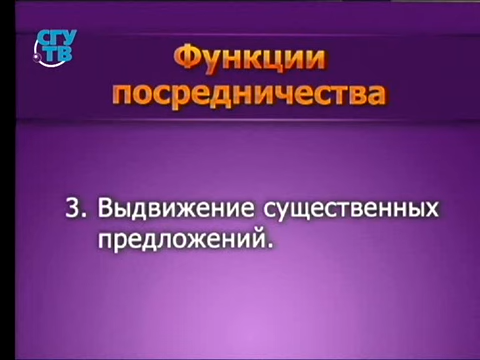 СГУ
ТВ
Функции
посредничества
3. Выдвижение существенных
предложений.